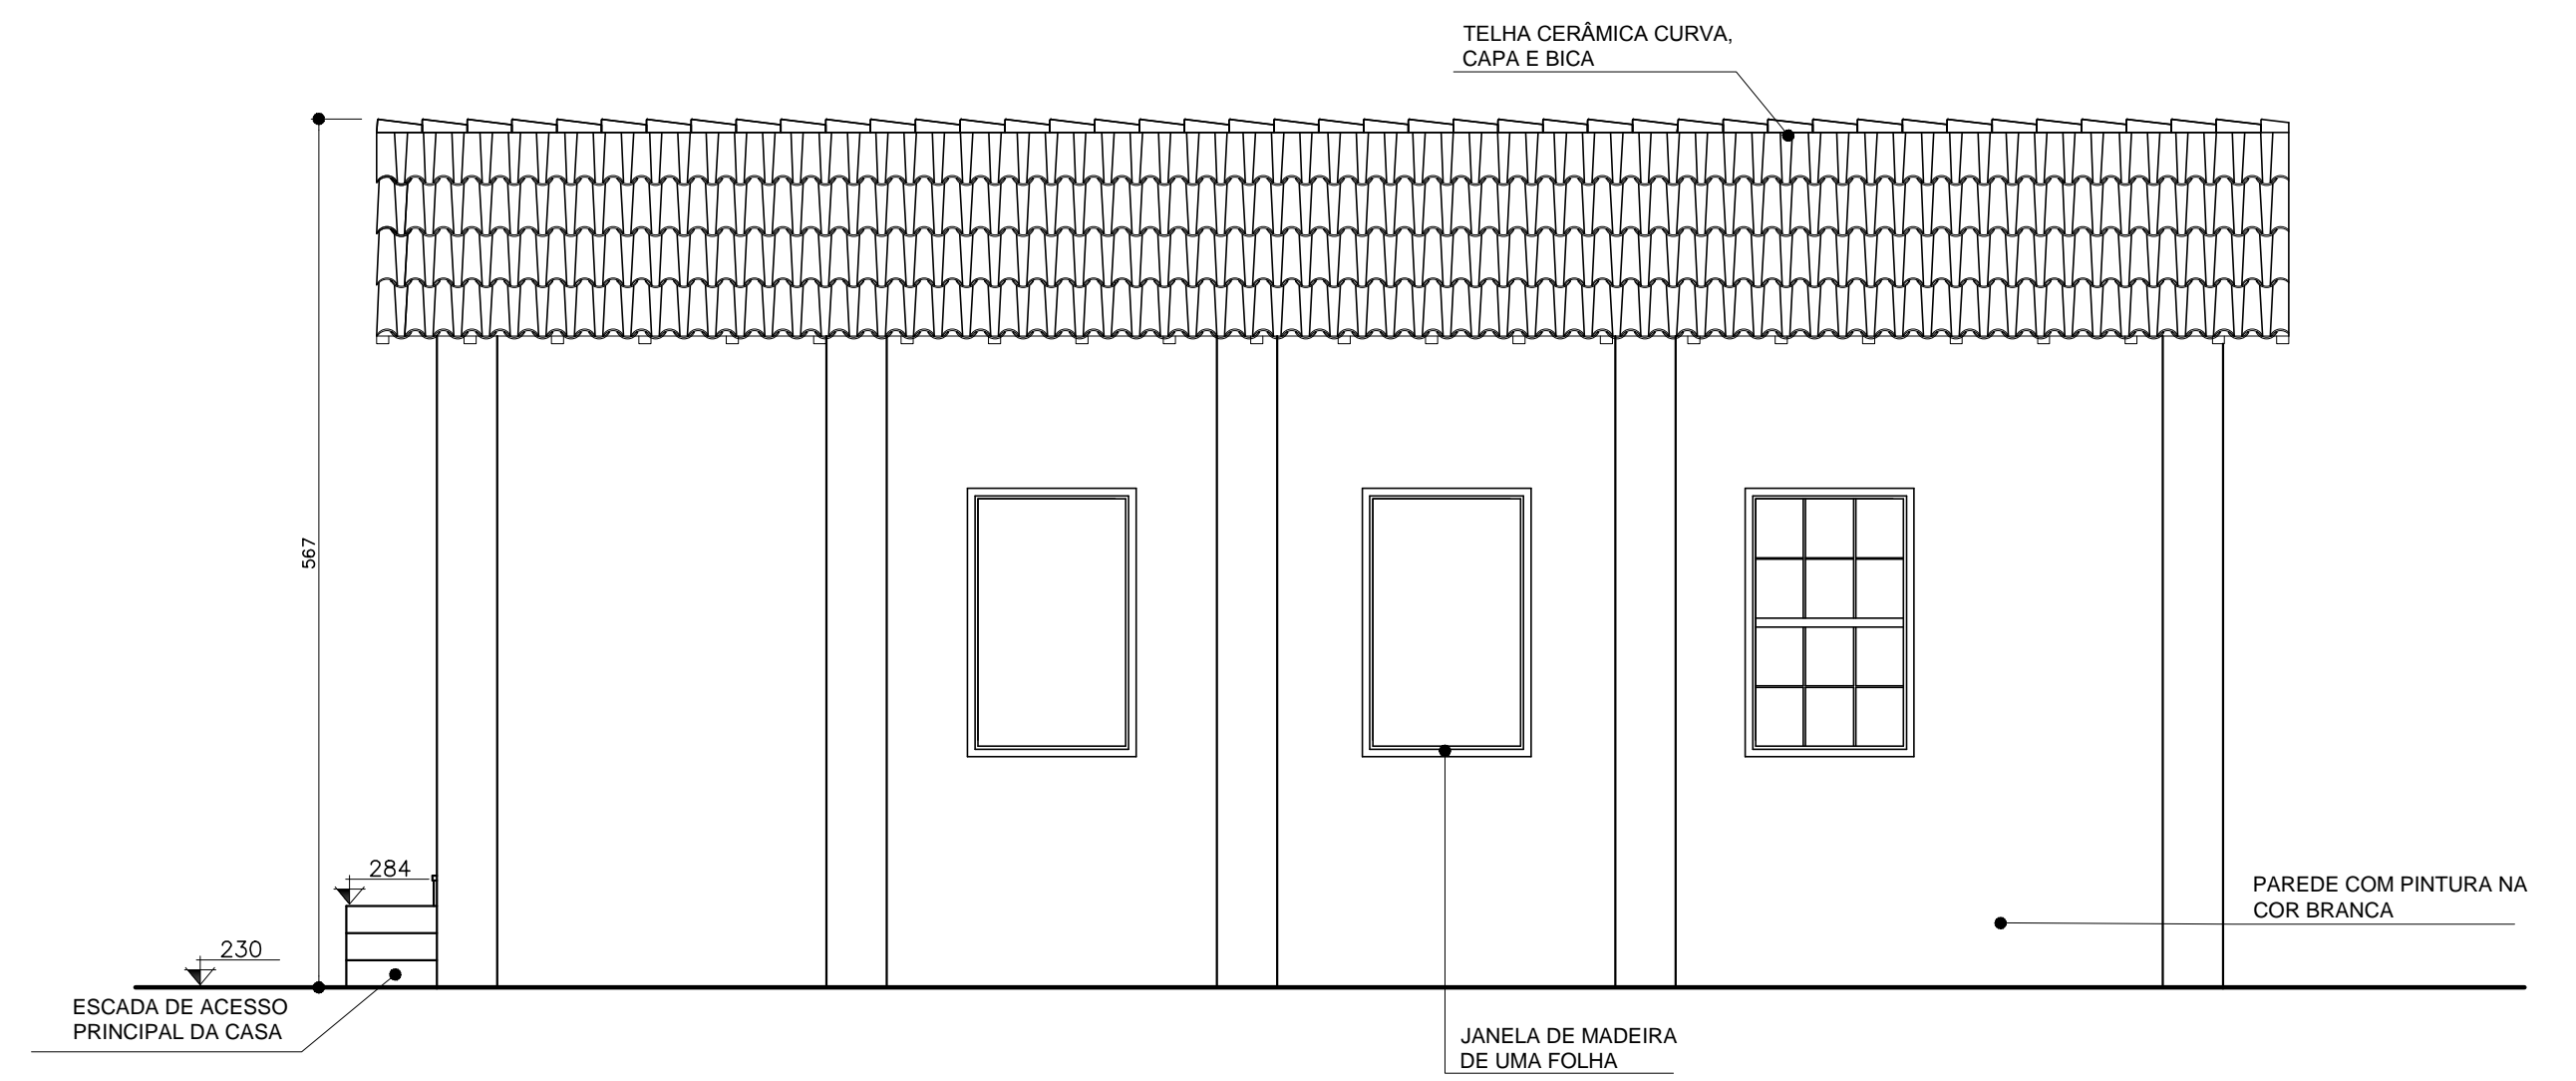 TELHA CERÂMICA CURVA,
CAPA E BICA
567
284
230
ESCADA DE ACESSO
PRINCIPAL DA CASA
PAREDE COM PINTURA NA
COR BRANCA
JANELA DE MADEIRA
DE UMA FOLHA